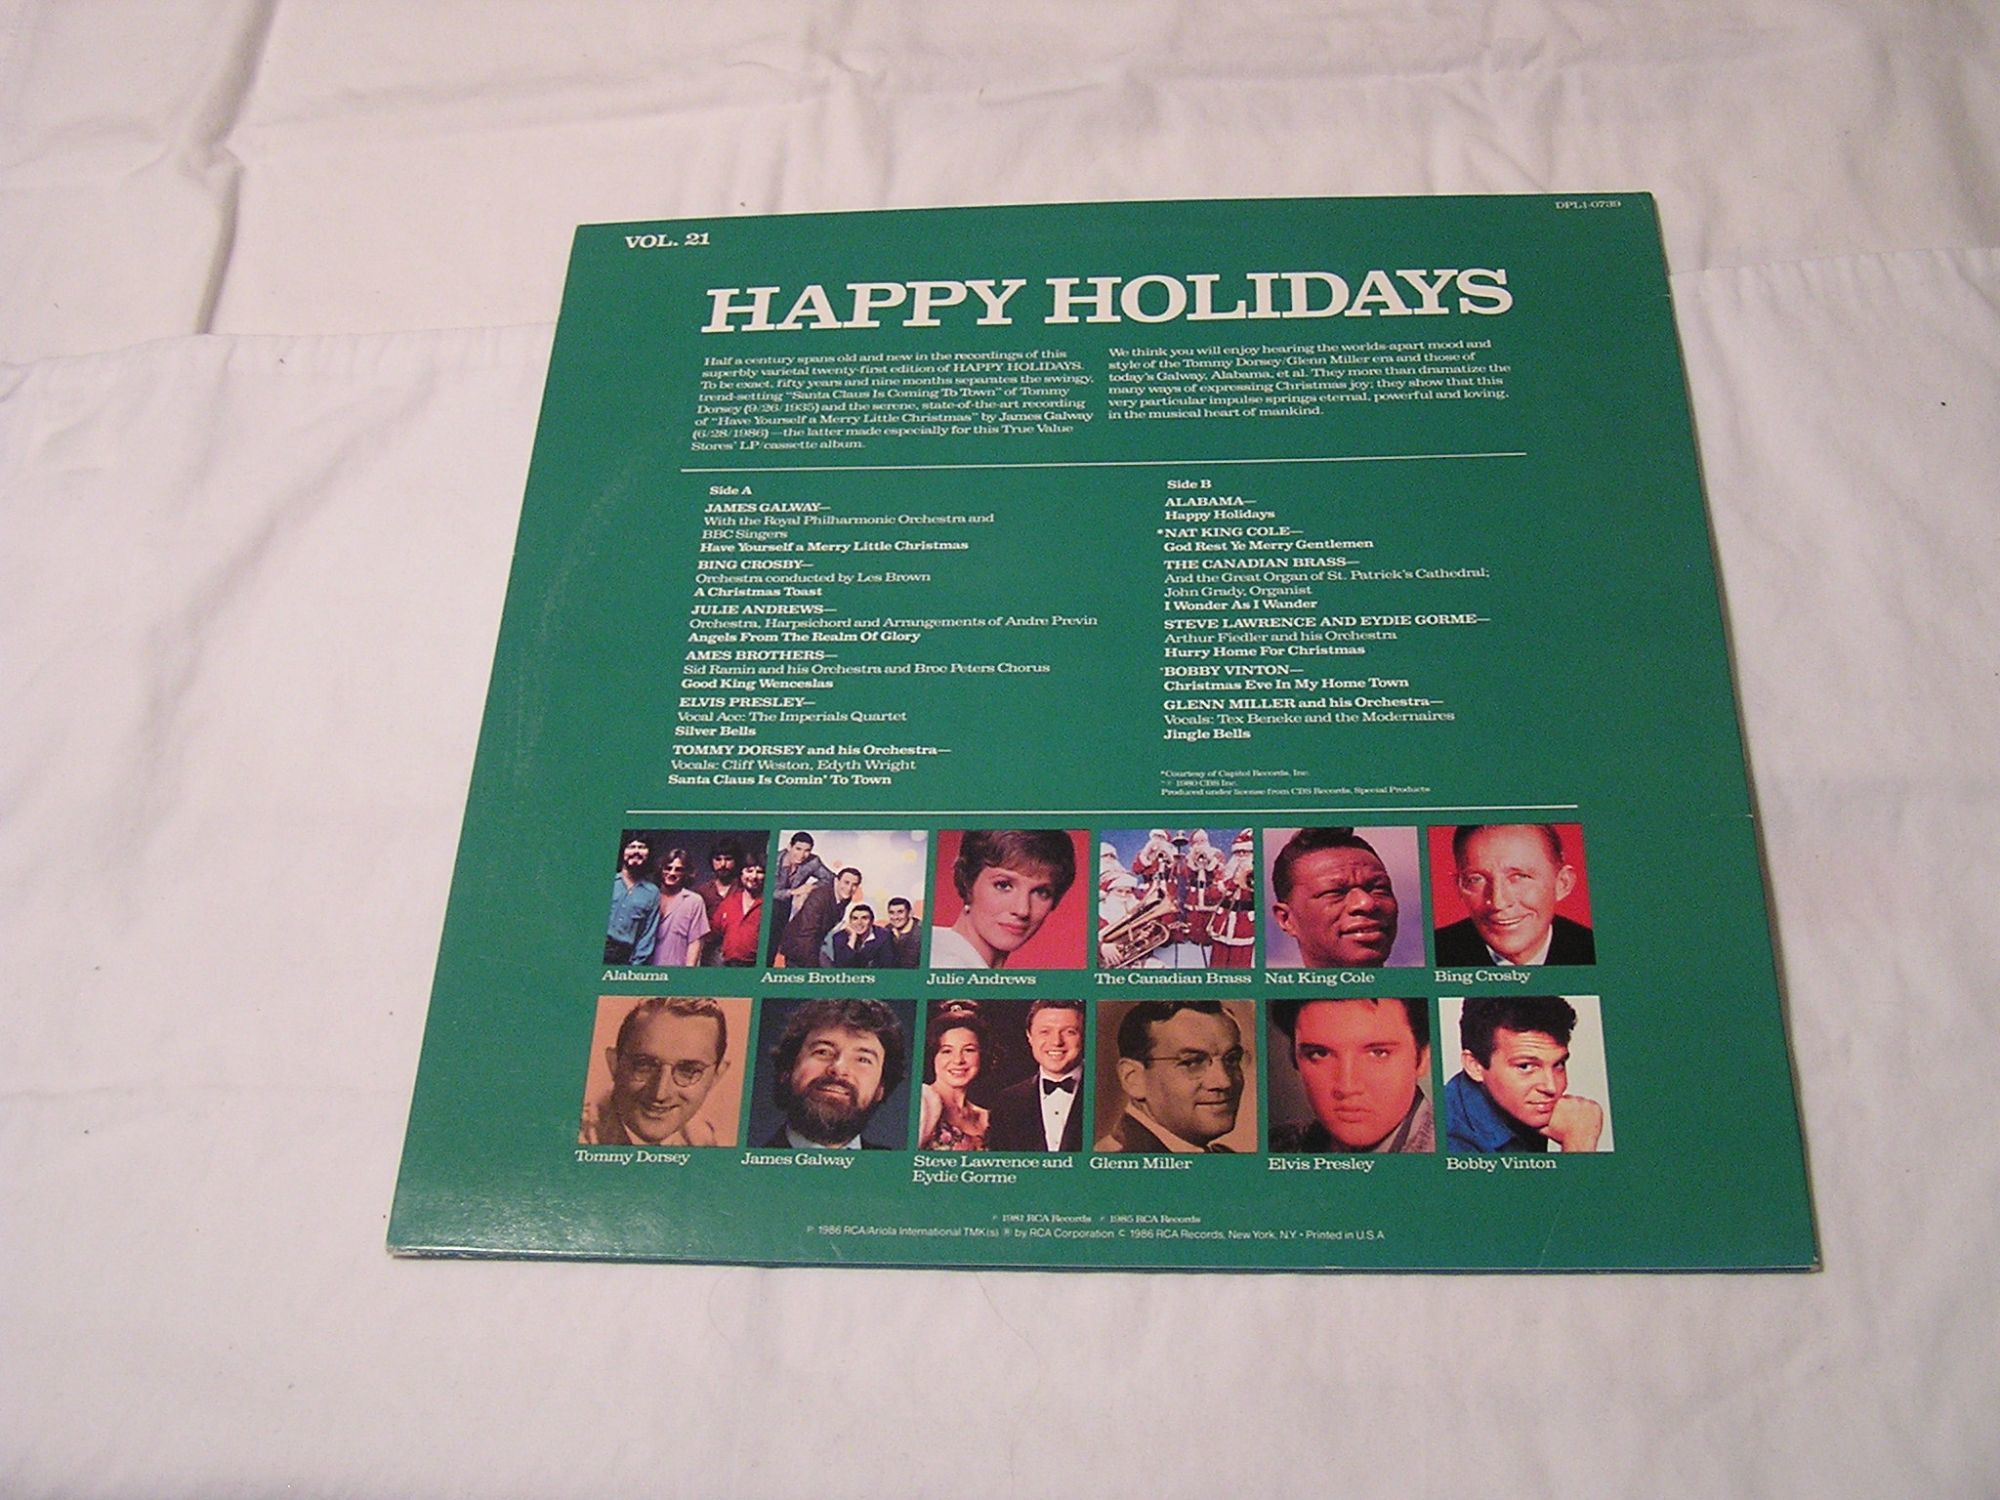 VOL. 21
DPL1-0739
HAPPY HOLIDAYS
Half a century spans old and new in the recordings of this
superbly varietal twenty-first edition of HAPPY HOLIDAYS.
To be exact, fifty years and nine months separates the swingy,
trend-setting "Santa Claus Is Coming To Town" of Tommy
Dorsey (9/26/1935) and the serene, state-of-the-art recording
of "Have Yourself a Merry Little Christmas" by James Galway
(6/28/1986)—the latter made especially for this True Value
Stores' LP/cassette album.
We think you will enjoy hearing the worlds-apart mood and
style of the Tommy Dorsey/Glenn Miller era and those of
today's Galway, Alabama, et al. They more than dramatize the
many ways of expressing Christmas joy; they show that this
very particular impulse springs eternal, powerful and loving,
in the musical heart of mankind.
Side A
JAMES GALWAY—
With the Royal Philharmonic Orchestra and
BBC Singers
Have Yourself a Merry Little Christmas
BING CROSBY—
Orchestra conducted by Les Brown
A Christmas Toast
JULIE ANDREWS—
Orchestra, Harpsichord and Arrangements of Andre Previn
Angels From The Realm Of Glory
AMES BROTHERS—
Sid Ramin and his Orchestra and Broc Peters Chorus
Good King Wenceslas
ELVIS PRESLEY—
Vocal Acc: The Imperials Quartet
Silver Bells
TOMMY DORSEY and his Orchestra—
Vocals: Cliff Weston, Edyth Wright
Santa Claus Is Comin' To Town
Side B
ALABAMA—
Happy Holidays
*NAT KING COLE—
God Rest Ye Merry Gentlemen
THE CANADIAN BRASS—
And the Great Organ of St. Patrick's Cathedral;
John Grady, Organist
I Wonder As I Wander
STEVE LAWRENCE AND EYDIE GORME—
Arthur Fiedler and his Orchestra
Hurry Home For Christmas
BOBBY VINTON—
Christmas Eve In My Home Town
GLENN MILLER and his Orchestra—
Vocals: Tex Beneke and the Modernaires
Jingle Bells
*Courtesy of Capitol Records, Inc.
℗ 1980 CBS Inc.
Produced under license from CBS Records, Special Products
Alabama
Ames Brothers
Julie Andrews
The Canadian Brass
Nat King Cole
Bing Crosby
Tommy Dorsey
James Galway
Steve Lawrence and
Eydie Gorme
Glenn Miller
Elvis Presley
Bobby Vinton
℗ 1981 RCA Records ℗ 1985 RCA Records
℗ 1986 RCA/Ariola International TMK(s) ® by RCA Corporation © 1986 RCA Records, New York, N.Y. • Printed in U.S.A.